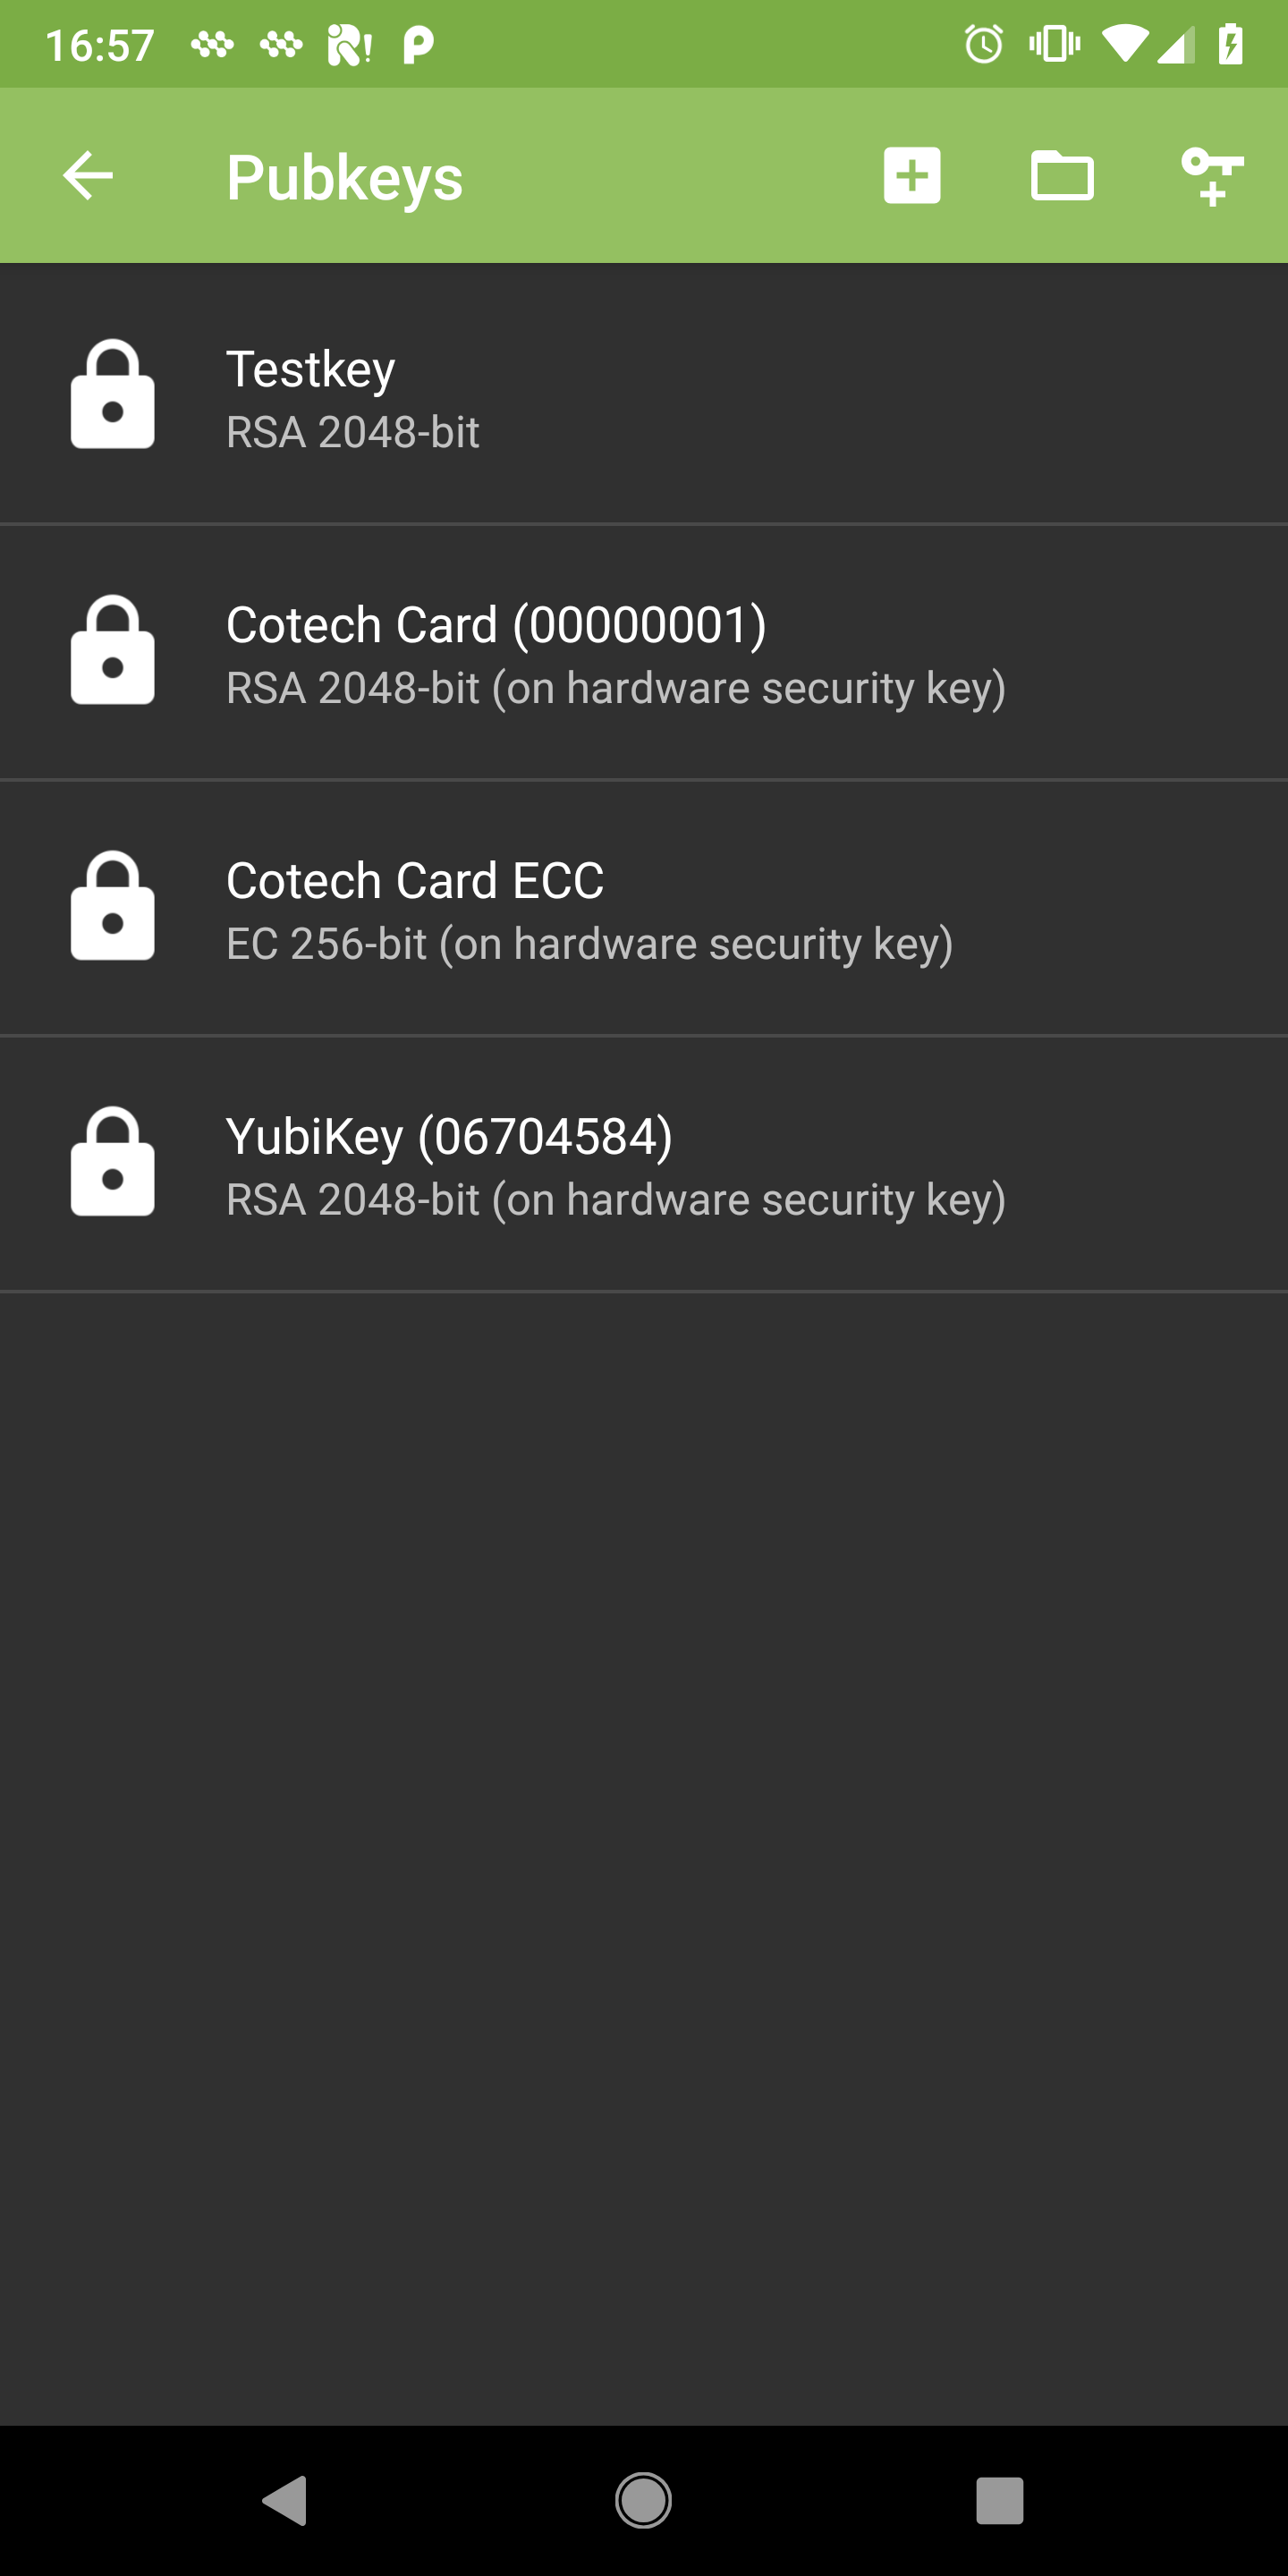 16:57
Pubkeys
Testkey
RSA 2048-bit
Cotech Card (00000001)
RSA 2048-bit (on hardware security key)
Cotech Card ECC
EC 256-bit (on hardware security key)
YubiKey (06704584)
RSA 2048-bit (on hardware security key)